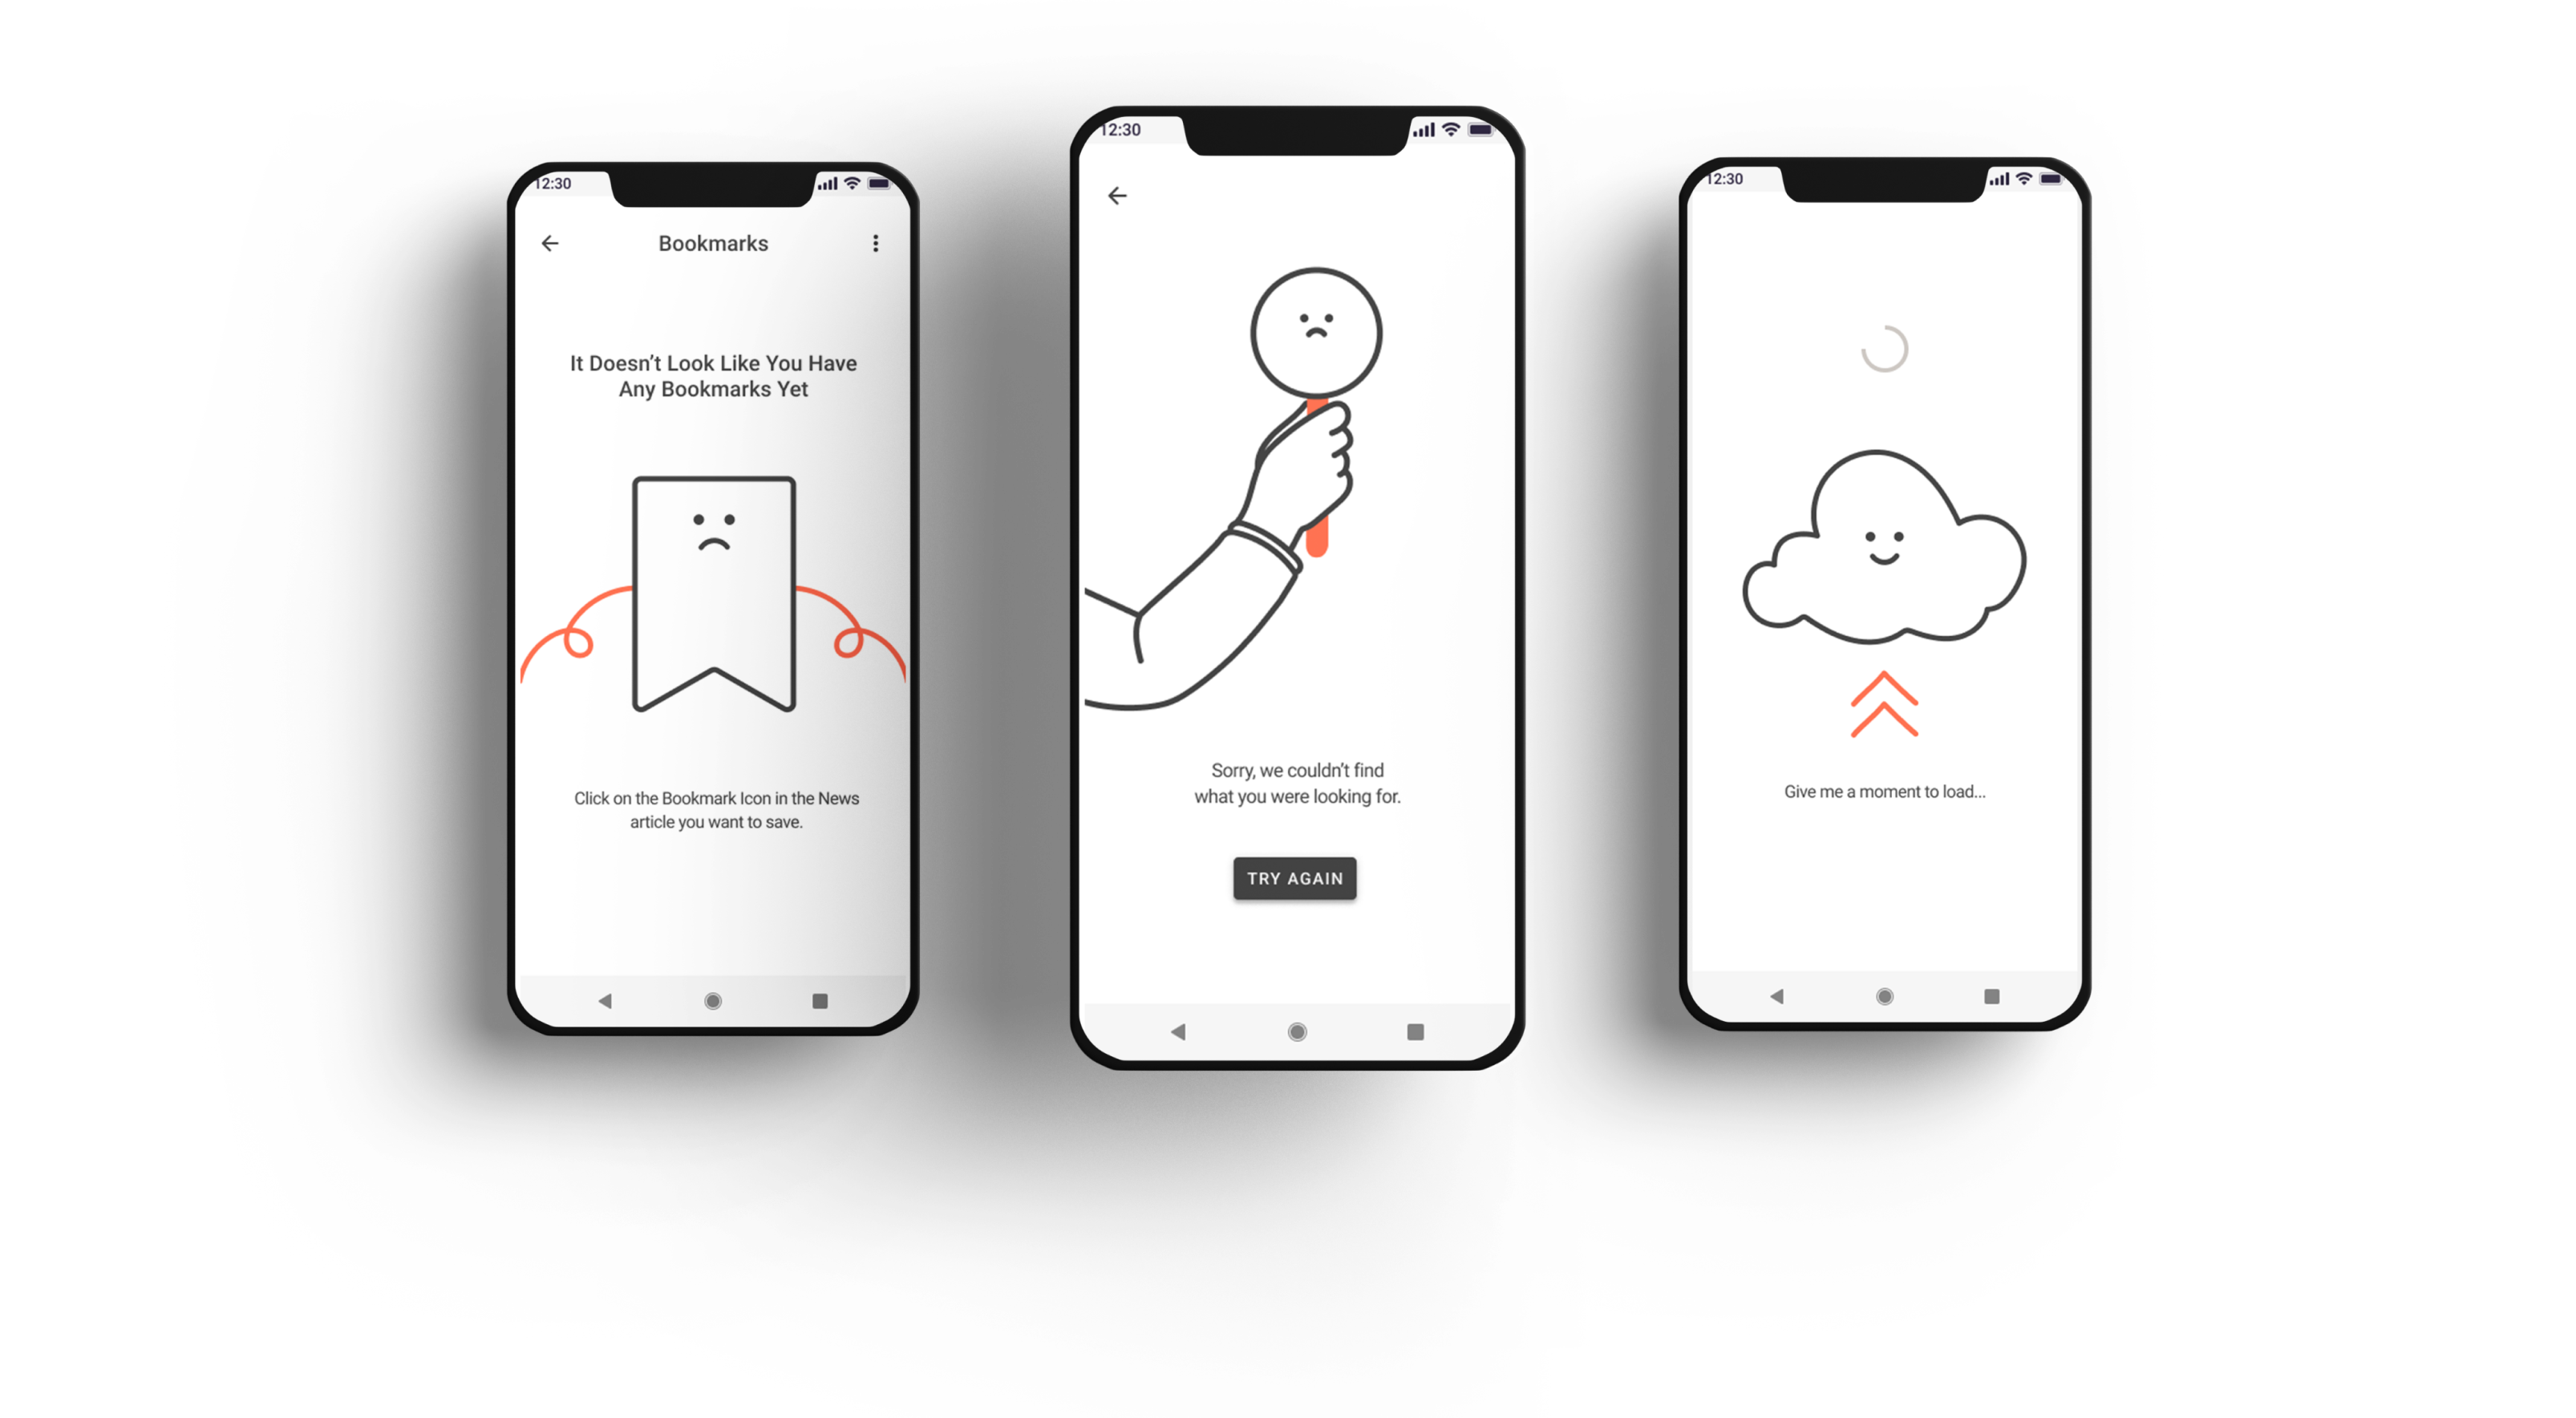 12:30
Bookmarks
It Doesn’t Look Like You Have
Any Bookmarks Yet
Click on the Bookmark Icon in the News
article you want to save.
12:30
Sorry, we couldn’t find
what you were looking for.
TRY AGAIN
12:30
Give me a moment to load...